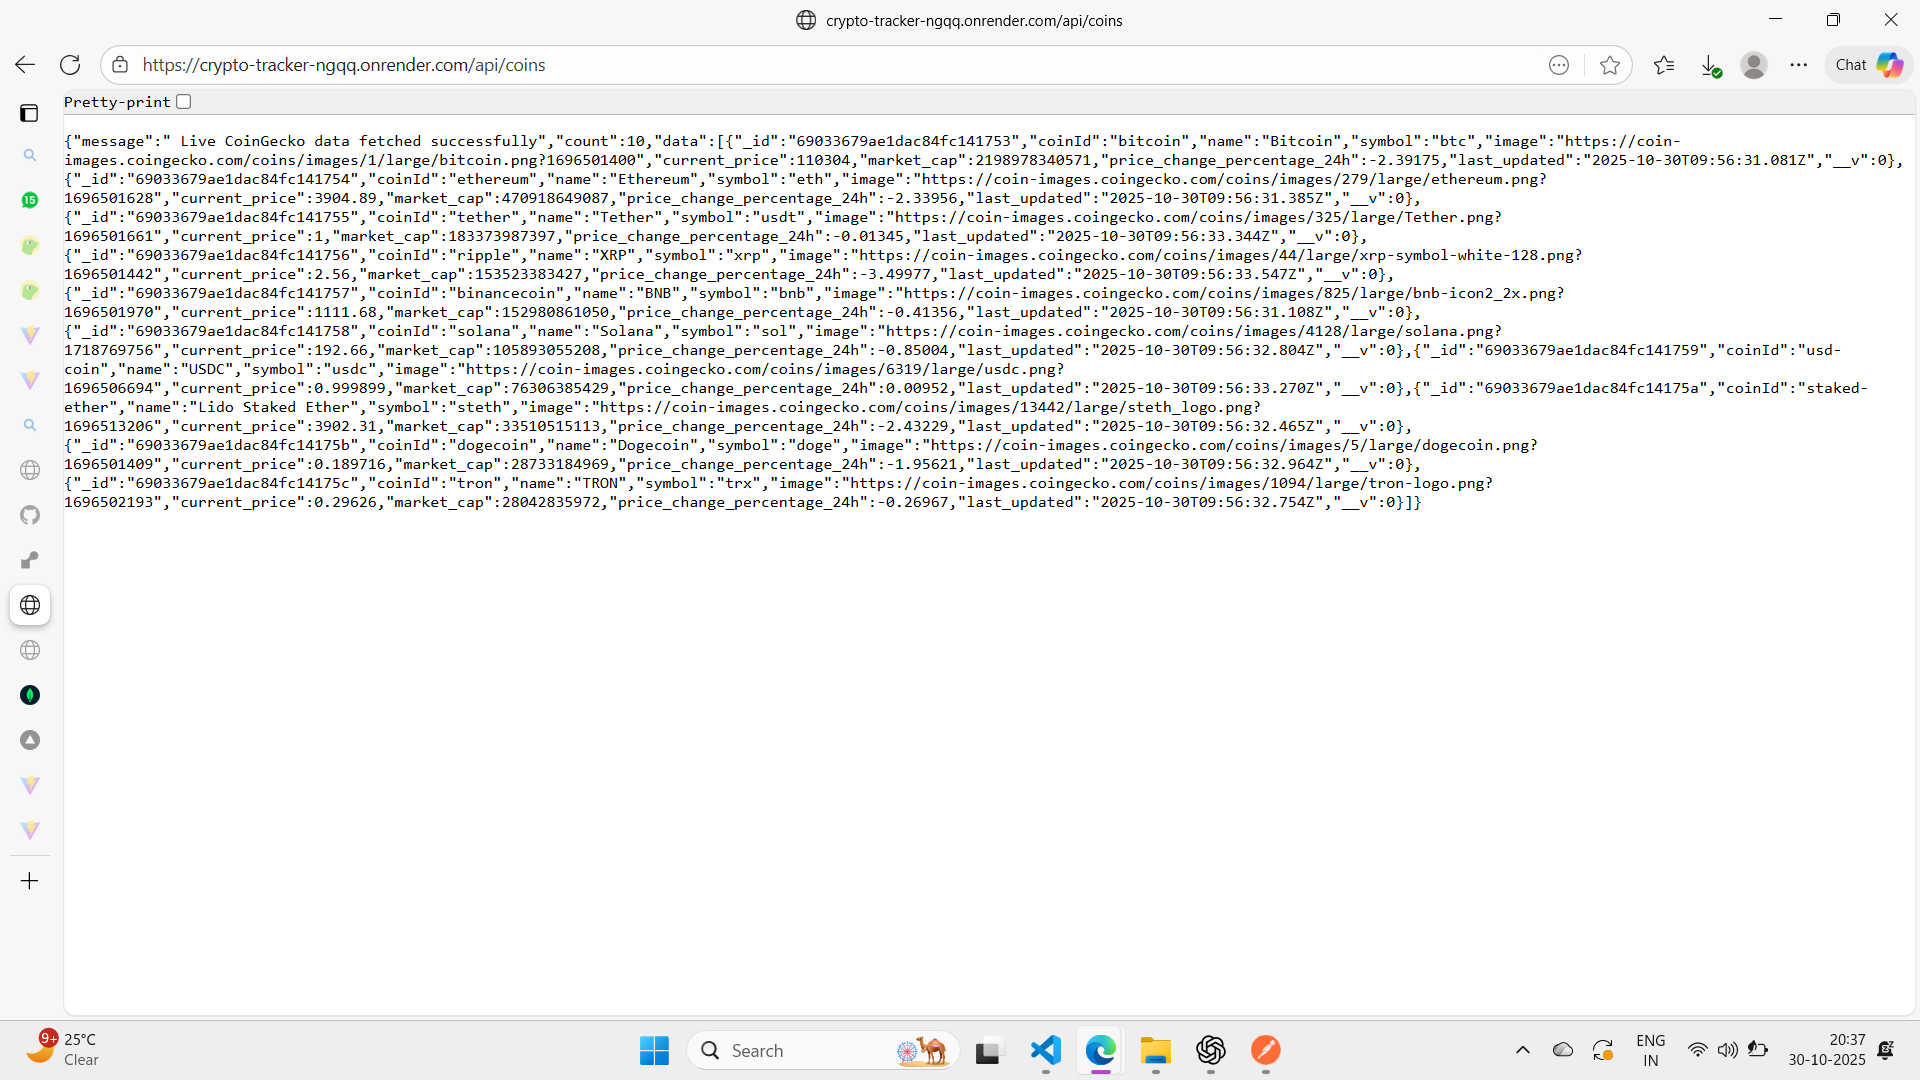 crypto-tracker-ngqq.onrender.com/api/coins
https://crypto-tracker-ngqq.onrender.com/api/coins
Chat
Pretty-print
{"message":" Live CoinGecko data fetched successfully","count":10,"data":[{"_id":"69033679ae1dac84fc141753","coinId":"bitcoin","name":"Bitcoin","symbol":"btc","image":"https://coin-
images.coingecko.com/coins/images/1/large/bitcoin.png?1696501400","current_price":110304,"market_cap":2198978340571,"price_change_percentage_24h":-2.39175,"last_updated":"2025-10-30T09:56:31.081Z","__v":0},
{"_id":"69033679ae1dac84fc141754","coinId":"ethereum","name":"Ethereum","symbol":"eth","image":"https://coin-images.coingecko.com/coins/images/279/large/ethereum.png?
1696501628","current_price":3904.89,"market_cap":470918649087,"price_change_percentage_24h":-2.33956,"last_updated":"2025-10-30T09:56:31.385Z","__v":0},
{"_id":"69033679ae1dac84fc141755","coinId":"tether","name":"Tether","symbol":"usdt","image":"https://coin-images.coingecko.com/coins/images/325/large/Tether.png?
1696501661","current_price":1,"market_cap":183373987397,"price_change_percentage_24h":-0.01345,"last_updated":"2025-10-30T09:56:33.344Z","__v":0},
{"_id":"69033679ae1dac84fc141756","coinId":"ripple","name":"XRP","symbol":"xrp","image":"https://coin-images.coingecko.com/coins/images/44/large/xrp-symbol-white-128.png?
1696501442","current_price":2.56,"market_cap":153523383427,"price_change_percentage_24h":-3.49977,"last_updated":"2025-10-30T09:56:33.547Z","__v":0},
{"_id":"69033679ae1dac84fc141757","coinId":"binancecoin","name":"BNB","symbol":"bnb","image":"https://coin-images.coingecko.com/coins/images/825/large/bnb-icon2_2x.png?
1696501970","current_price":1111.68,"market_cap":152980861050,"price_change_percentage_24h":-0.41356,"last_updated":"2025-10-30T09:56:31.108Z","__v":0},
{"_id":"69033679ae1dac84fc141758","coinId":"solana","name":"Solana","symbol":"sol","image":"https://coin-images.coingecko.com/coins/images/4128/large/solana.png?
1718769756","current_price":192.66,"market_cap":105893055208,"price_change_percentage_24h":-0.85004,"last_updated":"2025-10-30T09:56:32.804Z","__v":0},{"_id":"69033679ae1dac84fc141759","coinId":"usd-
coin","name":"USDC","symbol":"usdc","image":"https://coin-images.coingecko.com/coins/images/6319/large/usdc.png?
1696506694","current_price":0.999899,"market_cap":76306385429,"price_change_percentage_24h":0.00952,"last_updated":"2025-10-30T09:56:33.270Z","__v":0},{"_id":"69033679ae1dac84fc14175a","coinId":"staked-
ether","name":"Lido Staked Ether","symbol":"steth","image":"https://coin-images.coingecko.com/coins/images/13442/large/steth_logo.png?
1696513206","current_price":3902.31,"market_cap":33510515113,"price_change_percentage_24h":-2.43229,"last_updated":"2025-10-30T09:56:32.465Z","__v":0},
{"_id":"69033679ae1dac84fc14175b","coinId":"dogecoin","name":"Dogecoin","symbol":"doge","image":"https://coin-images.coingecko.com/coins/images/5/large/dogecoin.png?
1696501409","current_price":0.189716,"market_cap":28733184969,"price_change_percentage_24h":-1.95621,"last_updated":"2025-10-30T09:56:32.964Z","__v":0},
{"_id":"69033679ae1dac84fc14175c","coinId":"tron","name":"TRON","symbol":"trx","image":"https://coin-images.coingecko.com/coins/images/1094/large/tron-logo.png?
1696502193","current_price":0.29626,"market_cap":28042835972,"price_change_percentage_24h":-0.26967,"last_updated":"2025-10-30T09:56:32.754Z","__v":0}]}
15
9+
25°C
Clear
Search
ENG
IN
20:37
30-10-2025